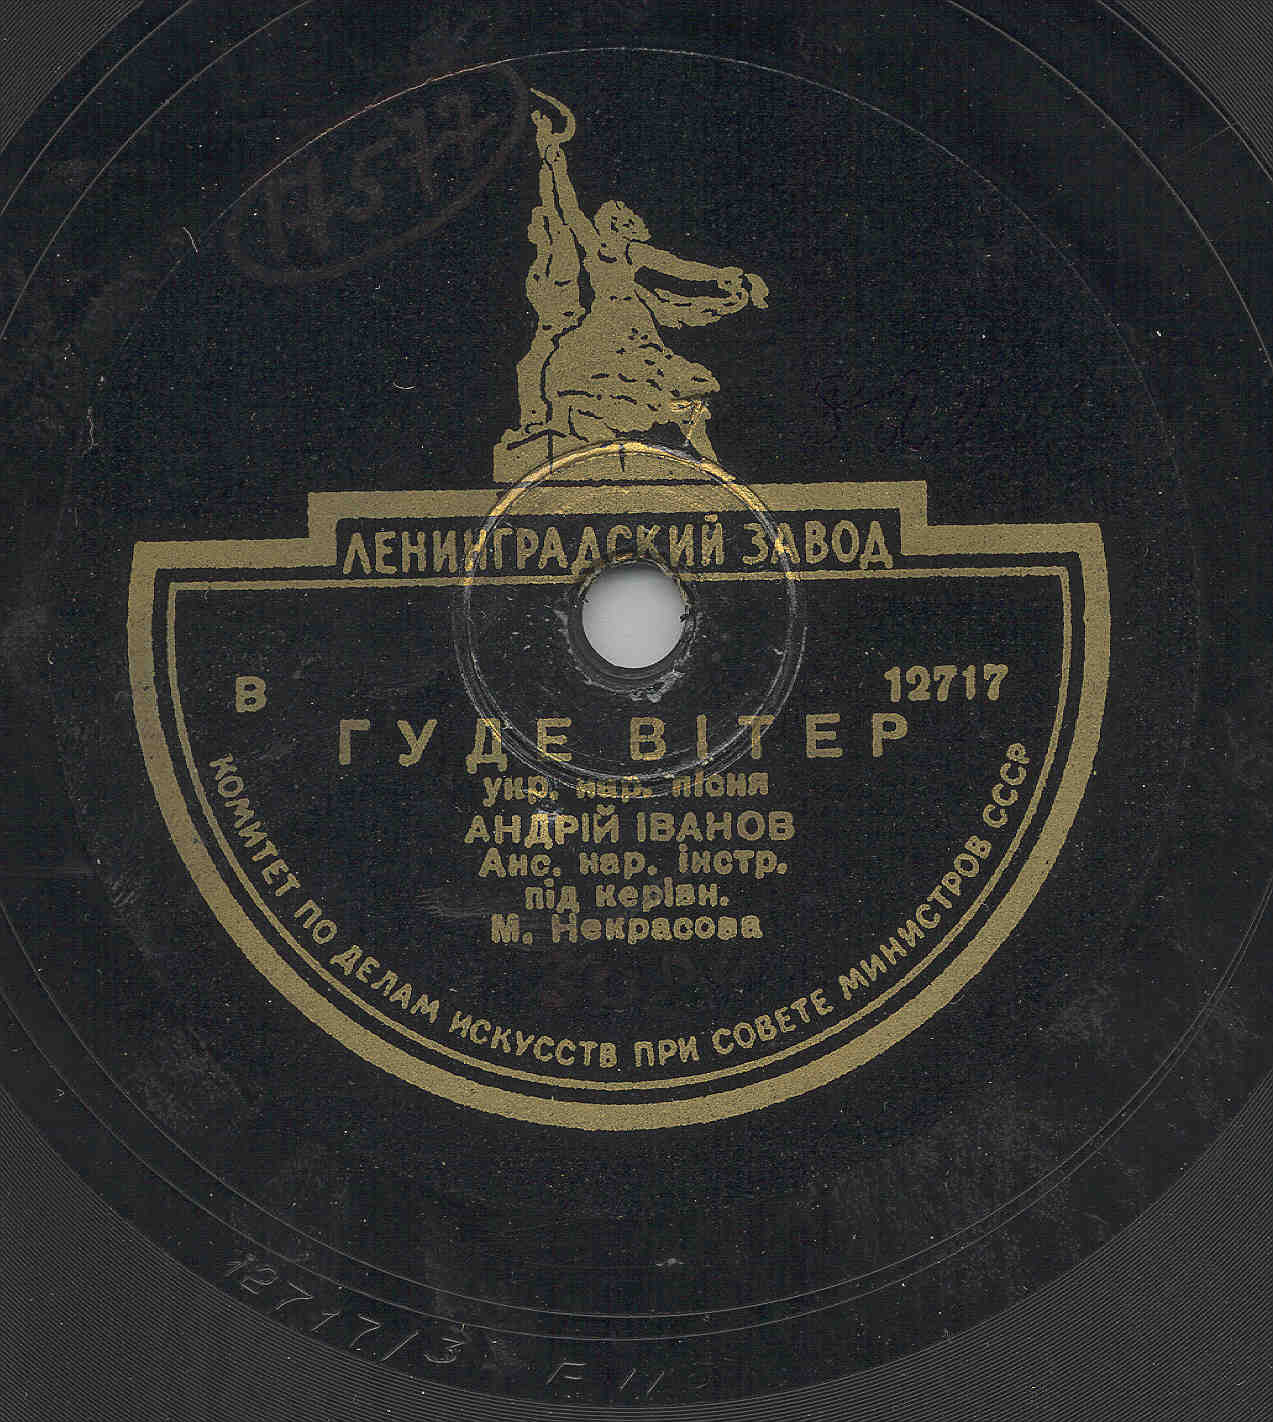 17577
ЛЕНИНГРАДСКИЙ ЗАВОД
В 12717
ГУДЕ ВІТЕР
укр. нар. пісня
АНДРІЙ ІВАНОВ
Анс. нар. інстр.
під керівн.
М. Некрасова
КОМИТЕТ ПО ДЕЛАМ ИСКУССТВ ПРИ СОВЕТЕ МИНИСТРОВ СССР
12717/3